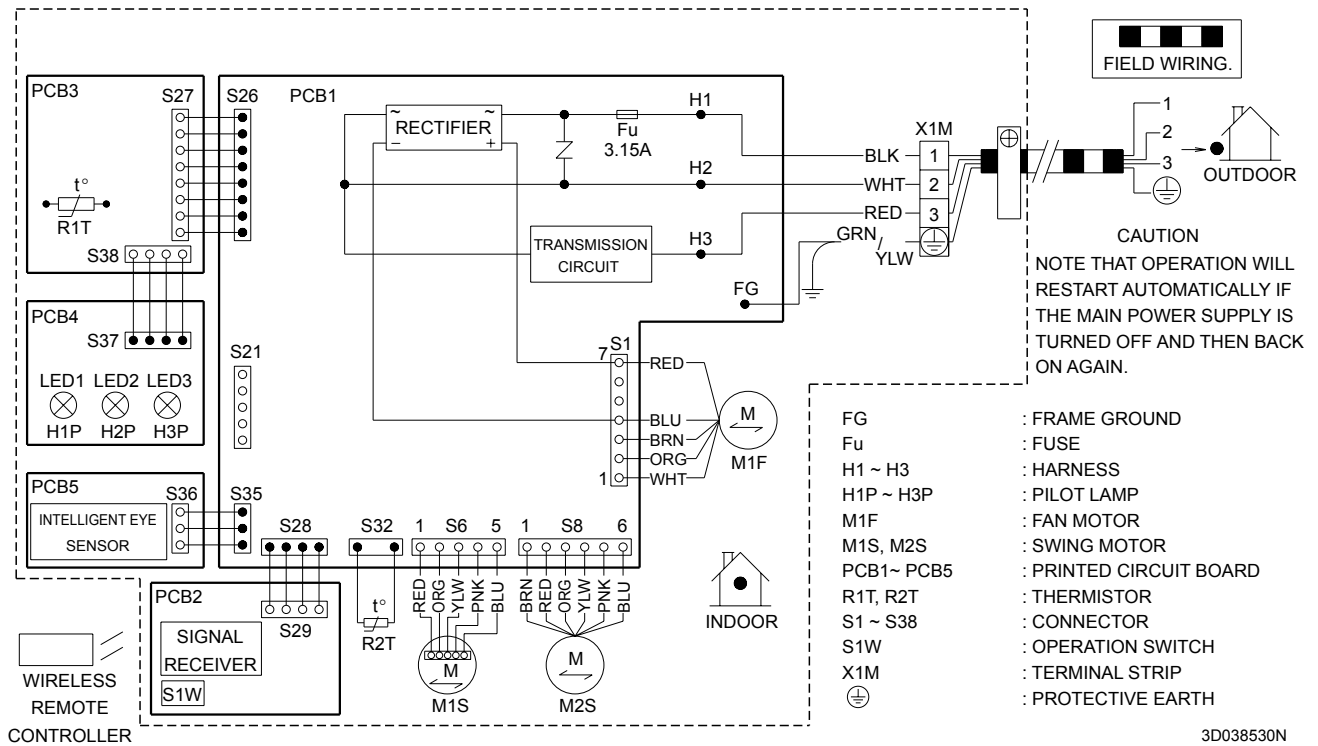 PCB3
S27
S26
PCB1
t°
R1T
S38
PCB4
S37
LED1 LED2 LED3
H1P H2P H3P
S21
PCB5
S36
S35
INTELLIGENT EYE
SENSOR
~ ~
RECTIFIER
− +
Fu
3.15A
H1
H2
TRANSMISSION
CIRCUIT
H3
FG
BLK
WHT
RED
GRN
/
YLW
X1M
1
2
3
FIELD WIRING.
1
2
3
OUTDOOR
CAUTION
NOTE THAT OPERATION WILL
RESTART AUTOMATICALLY IF
THE MAIN POWER SUPPLY IS
TURNED OFF AND THEN BACK
ON AGAIN.
S1
7
RED
BLU
BRN
ORG
1
WHT
M
M1F
S28
S32
1 S6 5
1 S8 6
RED
ORG
YLW
PNK
BLU
BRN
RED
ORG
YLW
PNK
BLU
PCB2
S29
SIGNAL
RECEIVER
S1W
t°
R2T
M
M1S
M
M2S
INDOOR
WIRELESS
REMOTE
CONTROLLER
FG : FRAME GROUND
Fu : FUSE
H1 ~ H3 : HARNESS
H1P ~ H3P : PILOT LAMP
M1F : FAN MOTOR
M1S, M2S : SWING MOTOR
PCB1~ PCB5 : PRINTED CIRCUIT BOARD
R1T, R2T : THERMISTOR
S1 ~ S38 : CONNECTOR
S1W : OPERATION SWITCH
X1M : TERMINAL STRIP
: PROTECTIVE EARTH
3D038530N